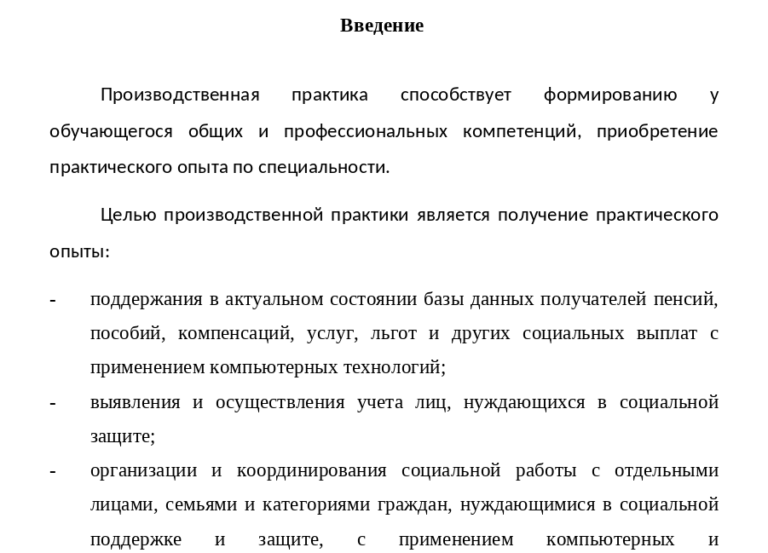 Введение
Производственная практика способствует формированию у
обучающегося общих и профессиональных компетенций, приобретение
практического опыта по специальности.
Целью производственной практики является получение практического
опыты:
- поддержания в актуальном состоянии базы данных получателей пенсий,
пособий, компенсаций, услуг, льгот и других социальных выплат с
применением компьютерных технологий;
- выявления и осуществления учета лиц, нуждающихся в социальной
защите;
- организации и координирования социальной работы с отдельными
лицами, семьями и категориями граждан, нуждающимися в социальной
поддержке и защите, с применением компьютерных и